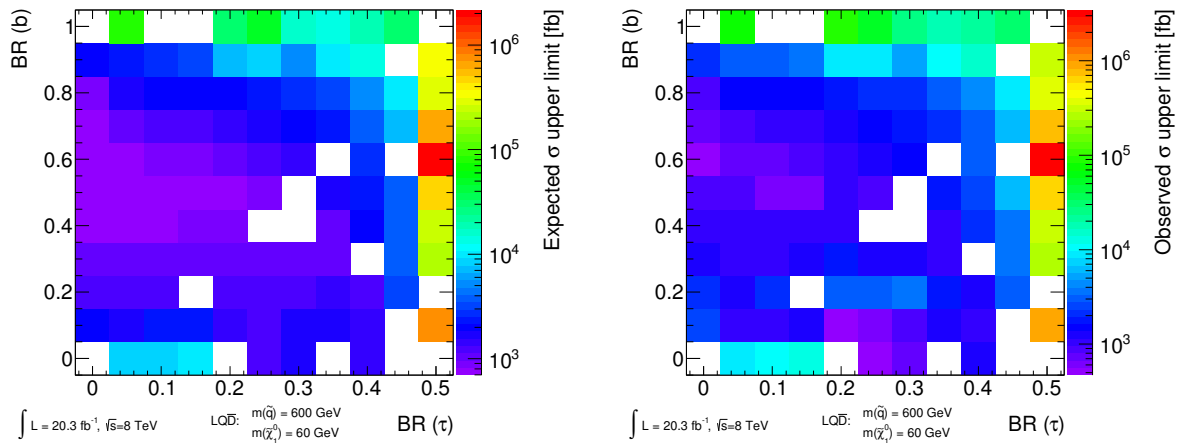 BR (b)
1
0.8
0.6
0.4
0.2
0
0 0.1 0.2 0.3 0.4 0.5
BR (τ)
10⁶
10⁵
10⁴
10³
Expected σ upper limit [fb]
∫ L = 20.3 fb⁻¹, √s=8 TeV
LQD̅:
m(q̃) = 600 GeV
m(χ̃₁⁰) = 60 GeV
BR (b)
1
0.8
0.6
0.4
0.2
0
0 0.1 0.2 0.3 0.4 0.5
BR (τ)
10⁶
10⁵
10⁴
10³
Observed σ upper limit [fb]
∫ L = 20.3 fb⁻¹, √s=8 TeV
LQD̅:
m(q̃) = 600 GeV
m(χ̃₁⁰) = 60 GeV